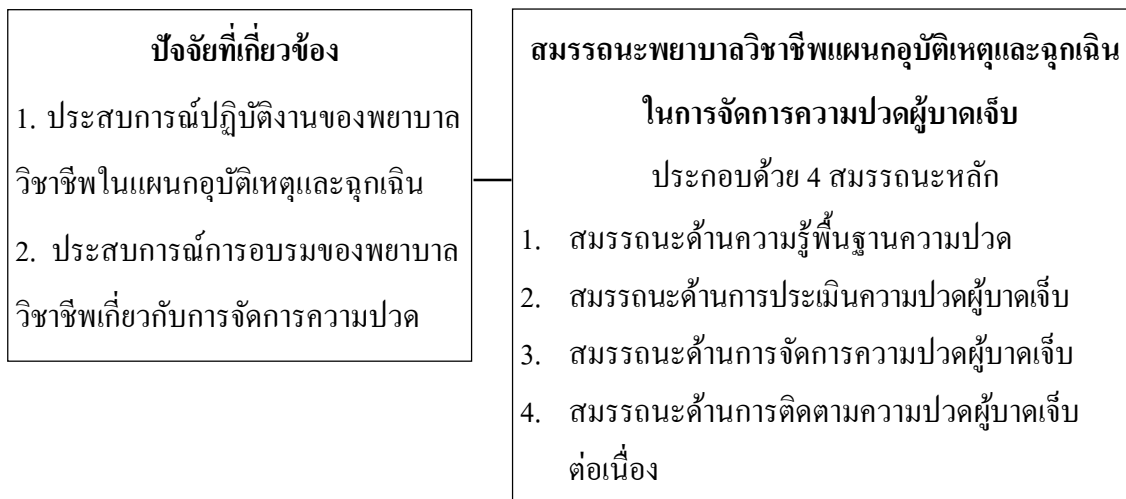 ปัจจัยที่เกี่ยวข้อง
1. ประสบการณ์ปฏิบัติงานของพยาบาล
วิชาชีพในแผนกอุบัติเหตุและฉุกเฉิน
2. ประสบการณ์การอบรมของพยาบาล
วิชาชีพเกี่ยวกับการจัดการความปวด
สมรรถนะพยาบาลวิชาชีพแผนกอุบัติเหตุและฉุกเฉิน
ในการจัดการความปวดผู้บาดเจ็บ
ประกอบด้วย 4 สมรรถนะหลัก
1. สมรรถนะด้านความรู้พื้นฐานความปวด
2. สมรรถนะด้านการประเมินความปวดผู้บาดเจ็บ
3. สมรรถนะด้านการจัดการความปวดผู้บาดเจ็บ
4. สมรรถนะด้านการติดตามความปวดผู้บาดเจ็บ
ต่อเนื่อง